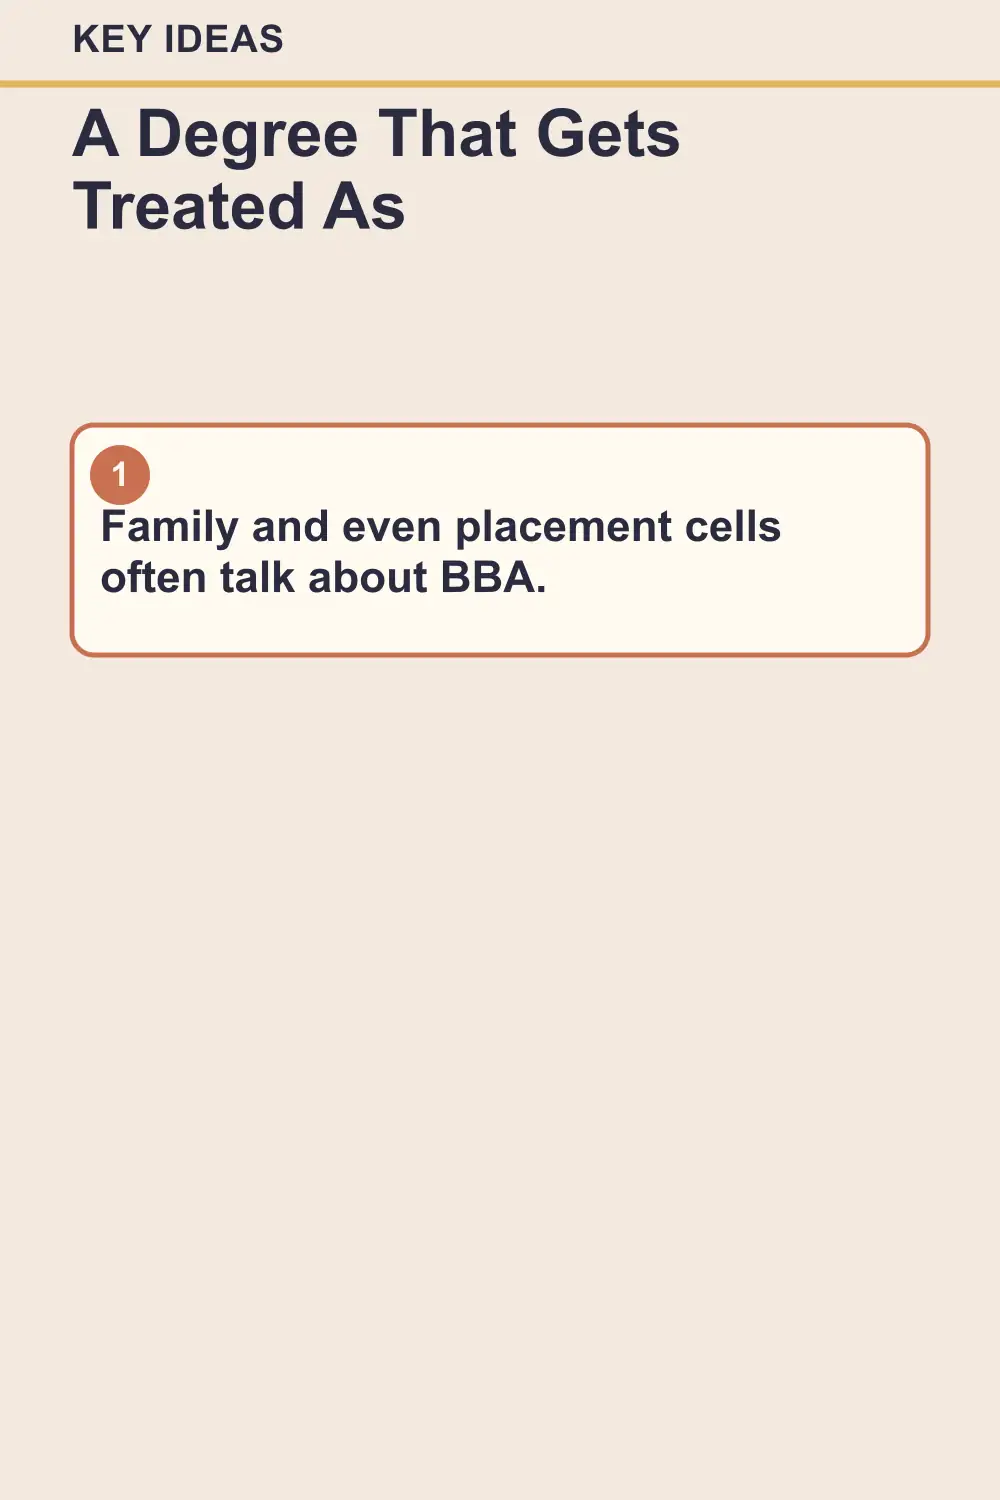 KEY IDEAS
A Degree That Gets
Treated As
1
Family and even placement cells
often talk about BBA.